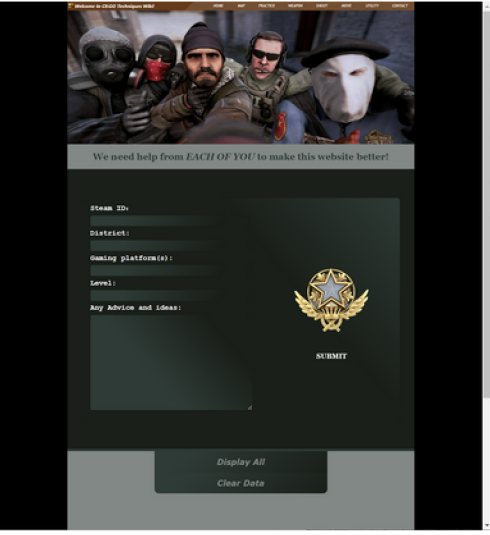 Welcome to CS:GO Techniques Wiki!
HOME MAP PRACTICE WEAPON SHOOT MOVIE UTILITY CONTACT
We need help from EACH OF YOU to make this website better!
Steam ID:
District:
Gaming platform(s):
Level:
Any Advice and ideas:
SUBMIT
Display All
Clear Data